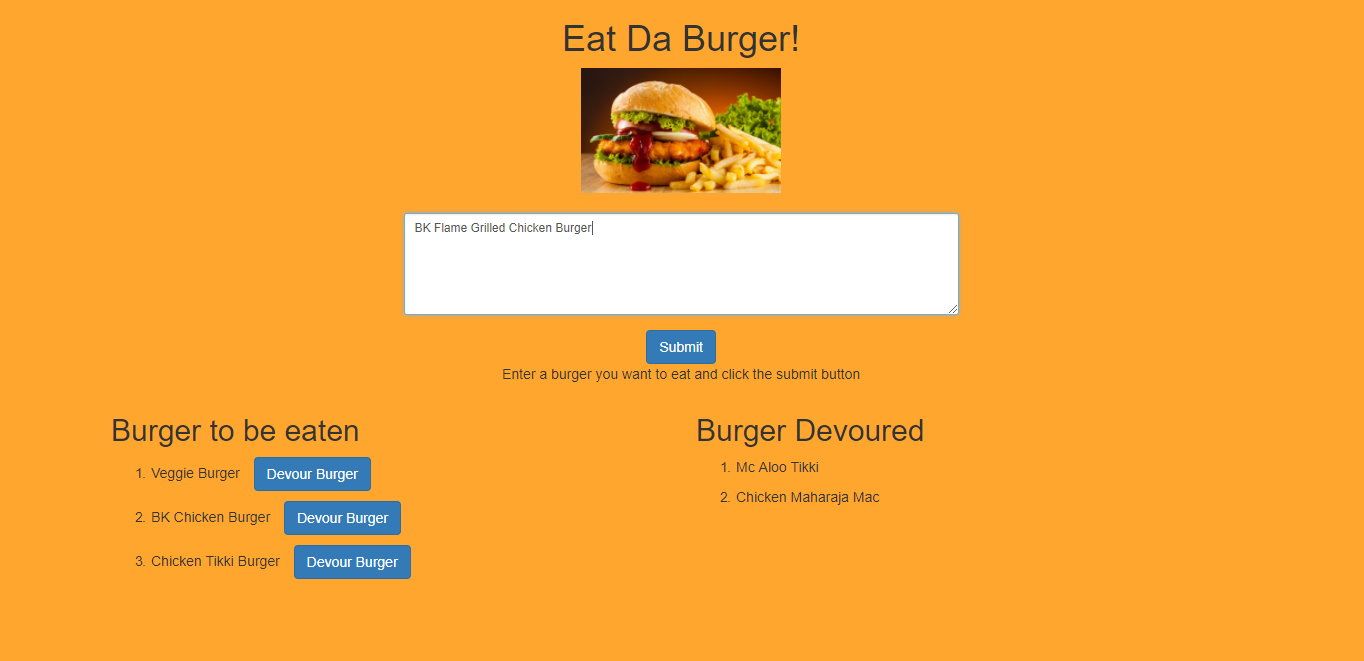 Eat Da Burger!
BK Flame Grilled Chicken Burger
Submit
Enter a burger you want to eat and click the submit button
Burger to be eaten
1. Veggie Burger Devour Burger
2. BK Chicken Burger Devour Burger
3. Chicken Tikki Burger Devour Burger
Burger Devoured
1. Mc Aloo Tikki
2. Chicken Maharaja Mac